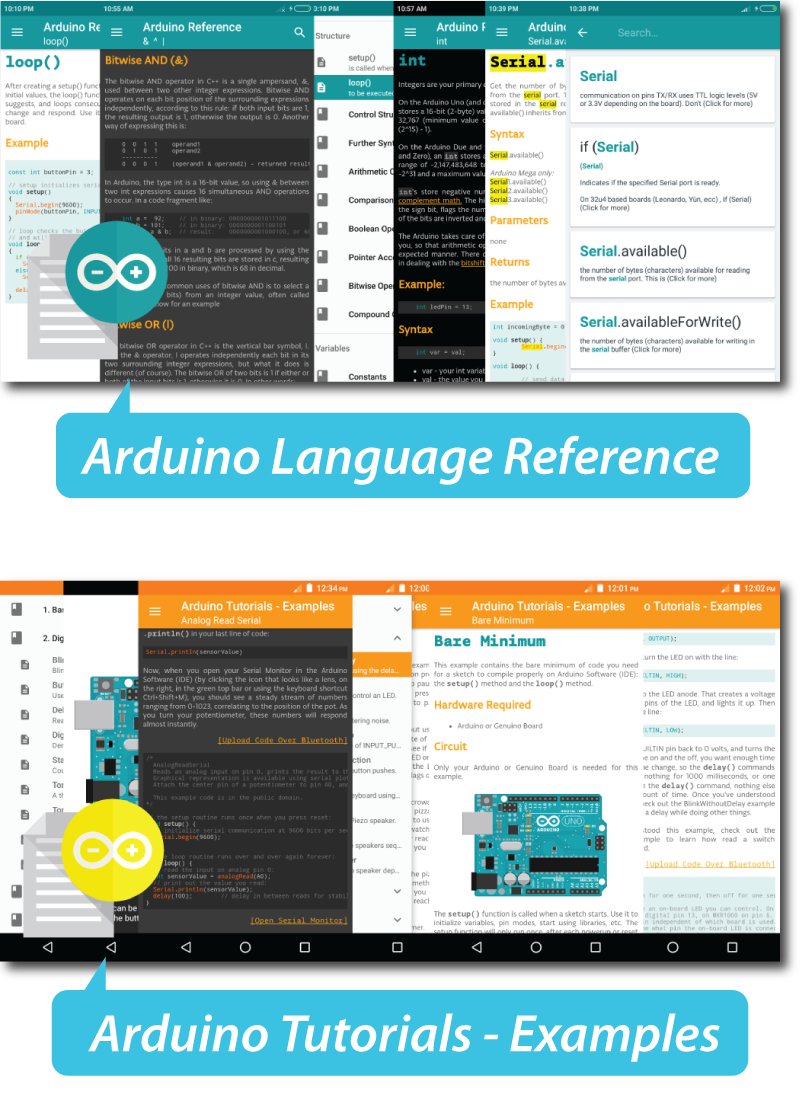 10:10 PM
Arduino Re
loop()
loop()
After creating a setup() func
initial values, the loop() func
suggests, and loops consec
change and respond. Use it
board.
Example
const int buttonPin = 3;
// setup initializes serial
void setup()
{
Serial.begin(9600);
pinMode(buttonPin, INPUT
// loop checks the bu
// and wil
void loop
{
if
Se
else
Se
dela
}
10:55 AM
Arduino Reference
& ^ |
Bitwise AND (&)
The bitwise AND operator in C++ is a single ampersand, &,
used between two other integer expressions. Bitwise AND
operates on each bit position of the surrounding expressions
independently, according to this rule: if both input bits are 1,
the resulting output is 1, otherwise the output is 0. Another
way of expressing this is:
0 0 1 1 operand1
0 1 0 1 operand2
----------
0 0 0 1 (operand1 & operand2) - returned resul
In Arduino, the type int is a 16-bit value, so using & between
two int expressions causes 16 simultaneous AND operations
to occur. In a code fragment like:
int a = 92; // in binary: 0000000001011100
= 101; // in binary: 0000000001100101
a & b; // result: 0000000001000100, or 6
its in a and b are processed by using the
all 16 resulting bits are stored in c, resulting
00 in binary, which is 68 in decimal.
ommon uses of bitwise AND is to select a
bits) from an integer value, often called
ow for an example
wise OR (l)
bitwise OR operator in C++ is the vertical bar symbol, l.
the & operator, l operates independently each bit in its
two surrounding integer expressions, but what it does is
different (of course). The bitwise OR of two bits is 1 if either or
both of the input bits is 1, otherwise it is 0. In other words:
0:10 PM
Structure
setup()
is called when
loop()
to be executed
Control Stru
Further Syn
Arithmetic O
Comparison
Boolean Op
Pointer Acc
Bitwise Ope
Compound O
Variables
Constants
10:57 AM
Arduino
int
int
Integers are your primary
On the Arduino Uno (and o
stores a 16-bit (2-byte) valu
32,767 (minimum value o
(2^15) - 1).
On the Arduino Due and
and Zero), an int stores a
range of -2,147,483,648 to
-2^31 and a maximum valu
int's store negative num
complement math. The hi
the sign bit, flags the num
of the bits are inverted and
The Arduino takes care of
you, so that arithmetic op
expected manner. There c
in dealing with the bitshift
Example:
int ledPin = 13;
Syntax
int var = val;
var - your int variab
val - the value you
10:39 PM
Arduino
Serial.ava
Serial.a
Get the number of by
from the serial port. T
stored in the serial re
available() inherits from
Syntax
Serial.available()
Arduino Mega only:
Serial1.available()
Serial2.available()
Serial3.available()
Parameters
none
Returns
the number of bytes av
Example
int incomingByte = 0
void setup() {
Serial.begin
}
void loop() {
// send data
10:38 PM
Search...
Serial
communication on pins TX/RX uses TTL logic levels (5V
or 3.3V depending on the board). Don't (Click for more)
if (Serial)
(Serial)
Indicates if the specified Serial port is ready.
On 32u4 based boards (Leonardo, Yún, ecc) , if (Serial)
(Click for more)
Serial.available()
the number of bytes (characters) available for reading
from the serial port. This is (Click for more)
Serial.availableForWrite()
the number of bytes (characters) available for writing in
the serial buffer (Click for more)
Arduino Language Reference
1. Bas
2. Dig
Blin
Blin
But
Use
Deb
Rea
Dig
Der
Sta
Cou
Ton
A th
Ton
can be
the butt
12:34 PM
Arduino Tutorials - Examples
Analog Read Serial
.println() in your last line of code:
Serial.println(sensorValue)
Now, when you open your Serial Monitor in the Arduino
Software (IDE) (by clicking the icon that looks like a lens, on
the right, in the green top bar or using the keyboard shortcut
Ctrl+Shift+M), you should see a steady stream of numbers
ranging from 0-1023, correlating to the position of the pot. As
you turn your potentiometer, these numbers will respond
almost instantly.
[Upload Code Over Bluetooth]
/*
AnalogReadSerial
Reads an analog input on pin 0, prints the result to th
Graphical representation is available using serial plot
Attach the center pin of a potentiometer to pin A0, and
This example code is in the public domain.
*/
the setup routine runs once when you press reset:
setup() {
initialize serial communication at 9600 bits per sec
al.begin(9600);
loop routine runs over and over again forever:
loop() {
read the input on analog pin 0:
sensorValue = analogRead(A0);
// print out the value you read:
Serial.println(sensorValue);
delay(100); // delay in between reads for stabi
}
[Open Serial Monitor]
12:00
using the dela...
ontrol an LED.
ltering noise.
of INPUT_PU...
ction
button pushes.
keyboard using...
Piezo speaker.
speakers seq...
e speaker dep...
12:01 PM
Arduino Tutorials - Examples
Bare Minimum
Bare Minimum
This example contains the bare minimum of code you need
for a sketch to compile properly on Arduino Software (IDE):
the setup() method and the loop() method.
Hardware Required
Arduino or Genuino Board
Circuit
Only your Arduino or Genuino Board is needed for this
example.
UNO
ARDUINO
The setup() function is called when a sketch starts. Use it to
initialize variables, pin modes, start using libraries, etc. The
setup function will only run once, after each powerup or reset
12:02 PM
o Tutorials - Examples
OUTPUT);
turn the LED on with the line:
LTIN, HIGH);
o the LED anode. That creates a voltage
pins of the LED, and lights it up. Then
line:
LTIN, LOW);
UILTIN pin back to 0 volts, and turns the
e on and the off, you want enough time
e change, so the delay() commands
nothing for 1000 milliseconds, or one
the delay() command, nothing else
ount of time. Once you've understood
check out the BlinkWithoutDelay example
a delay while doing other things.
tood this example, check out the
mple to learn how read a switch
[Upload Code Over Bluetooth]
for one second, then off for one sec
an on-board LED you can control. On
digital pin 13, on MKR1000 on pin 6.
in independent of which board is used.
w what pin the on-board LED is connec
Arduino Tutorials - Examples